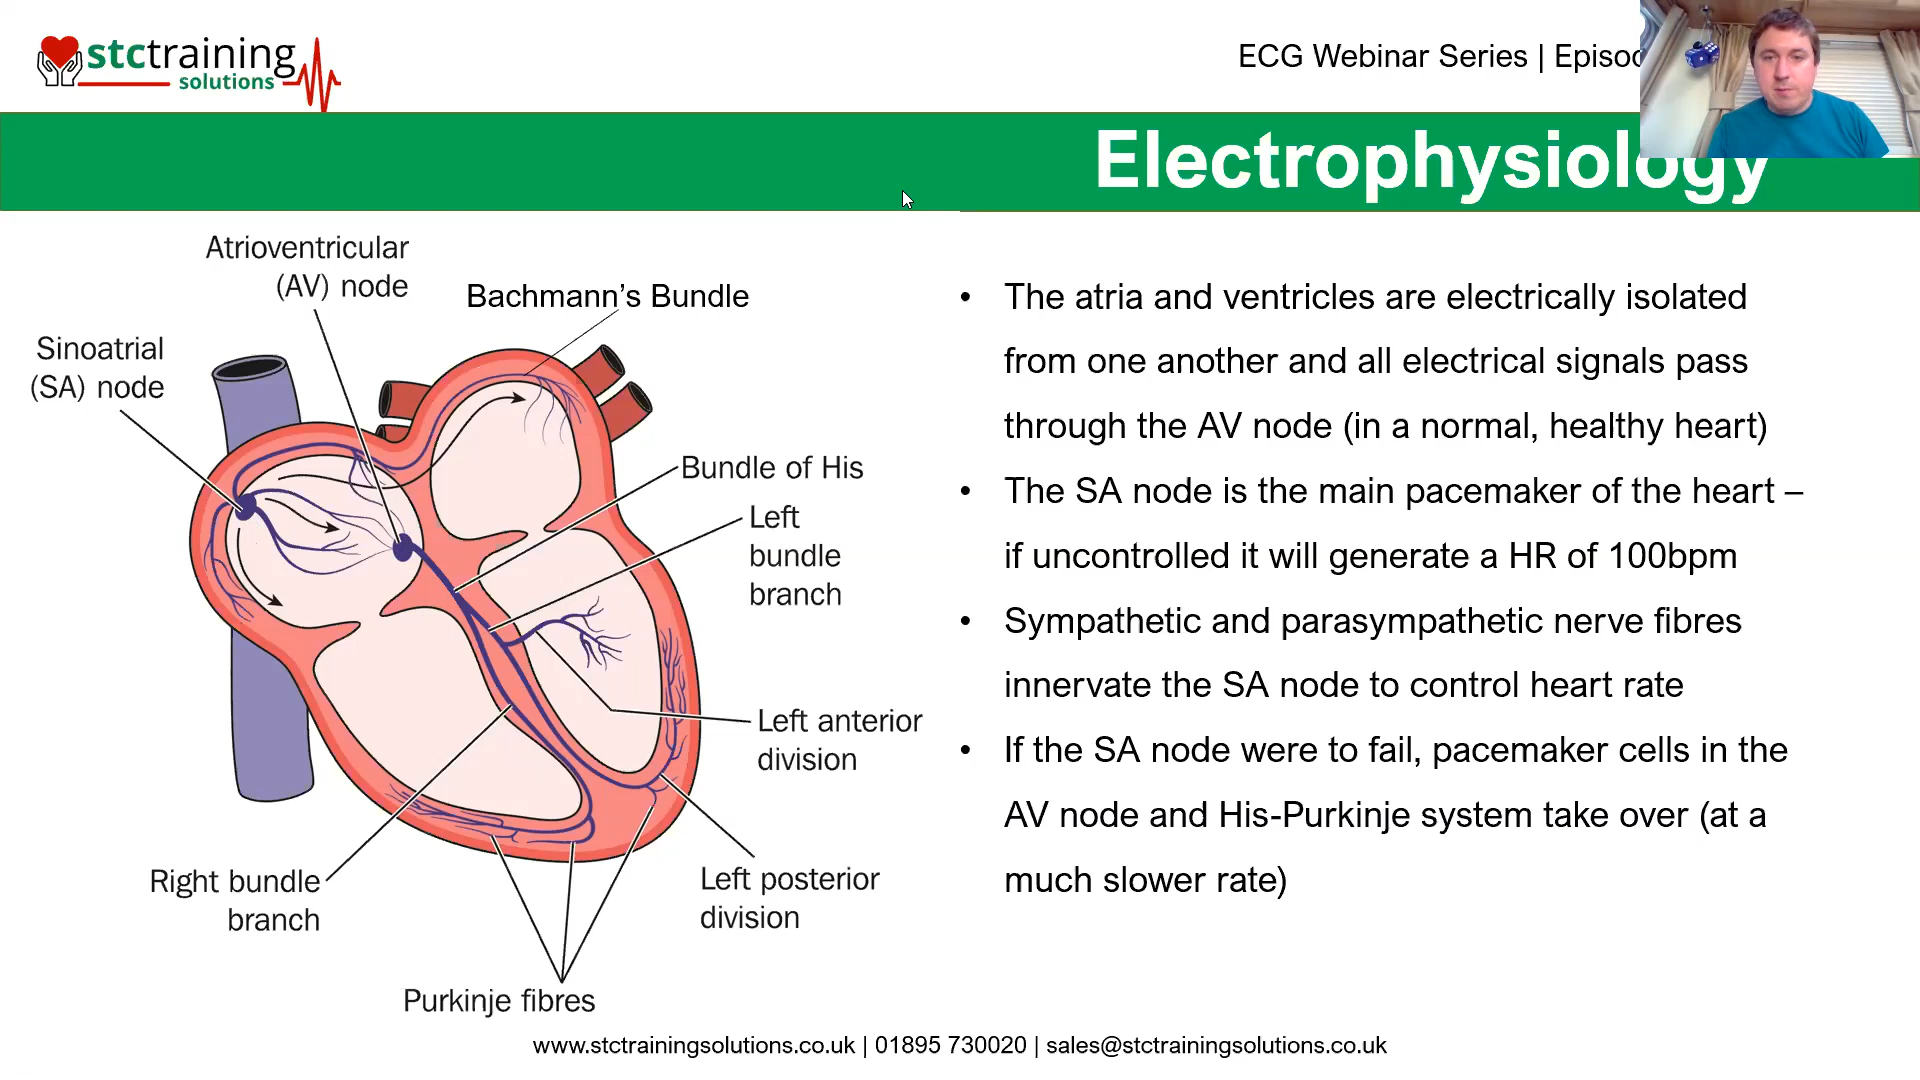 stctraining
solutions
ECG Webinar Series |
Electrophysiology
Atrioventricular
(AV) node
Bachmann’s Bundle
Sinoatrial
(SA) node
Bundle of His
Left
bundle
branch
Left anterior
division
Right bundle
branch
Left posterior
division
Purkinje fibres
• The atria and ventricles are electrically isolated
from one another and all electrical signals pass
through the AV node (in a normal, healthy heart)
• The SA node is the main pacemaker of the heart –
if uncontrolled it will generate a HR of 100bpm
• Sympathetic and parasympathetic nerve fibres
innervate the SA node to control heart rate
• If the SA node were to fail, pacemaker cells in the
AV node and His-Purkinje system take over (at a
much slower rate)
www.stctrainingsolutions.co.uk | 01895 730020 | sales@stctrainingsolutions.co.uk